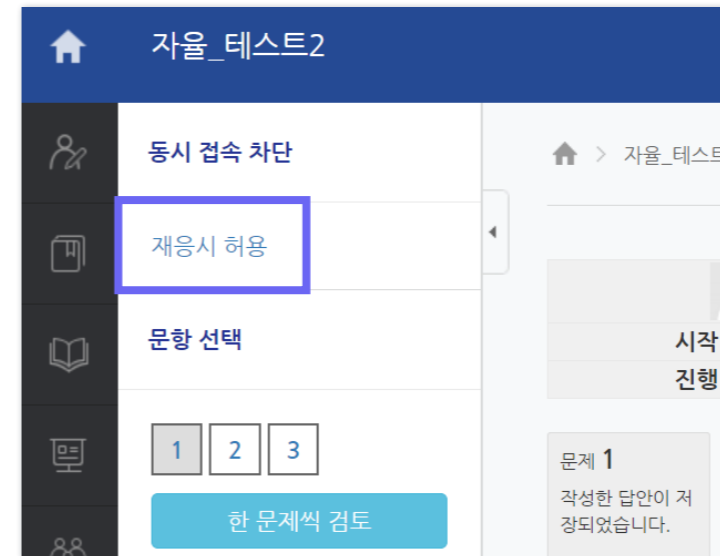 자율_테스트2
동시 접속 차단
재응시 허용
문항 선택
1 2 3
한 문제씩 검토
> 자율_테스트
시작
진행
문제 1
작성한 답안이 저
장되었습니다.